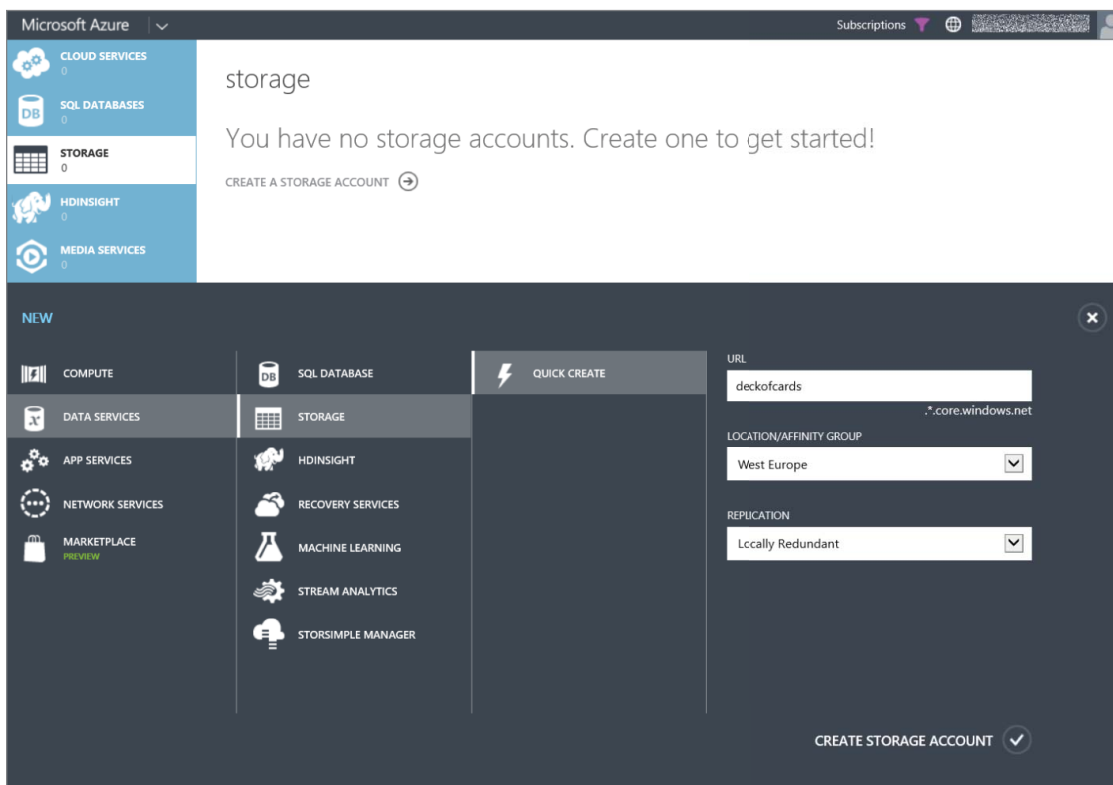 Microsoft Azure
Subscriptions
CLOUD SERVICES
0
DB
SQL DATABASES
0
STORAGE
0
HDINSIGHT
0
MEDIA SERVICES
0
storage
You have no storage accounts. Create one to get started!
CREATE A STORAGE ACCOUNT
NEW
COMPUTE
DATA SERVICES
APP SERVICES
NETWORK SERVICES
MARKETPLACE
PREVIEW
DB
SQL DATABASE
STORAGE
HDINSIGHT
RECOVERY SERVICES
MACHINE LEARNING
STREAM ANALYTICS
STORSIMPLE MANAGER
QUICK CREATE
URL
deckofcards
.*.core.windows.net
LOCATION/AFFINITY GROUP
West Europe
REPLICATION
Locally Redundant
CREATE STORAGE ACCOUNT